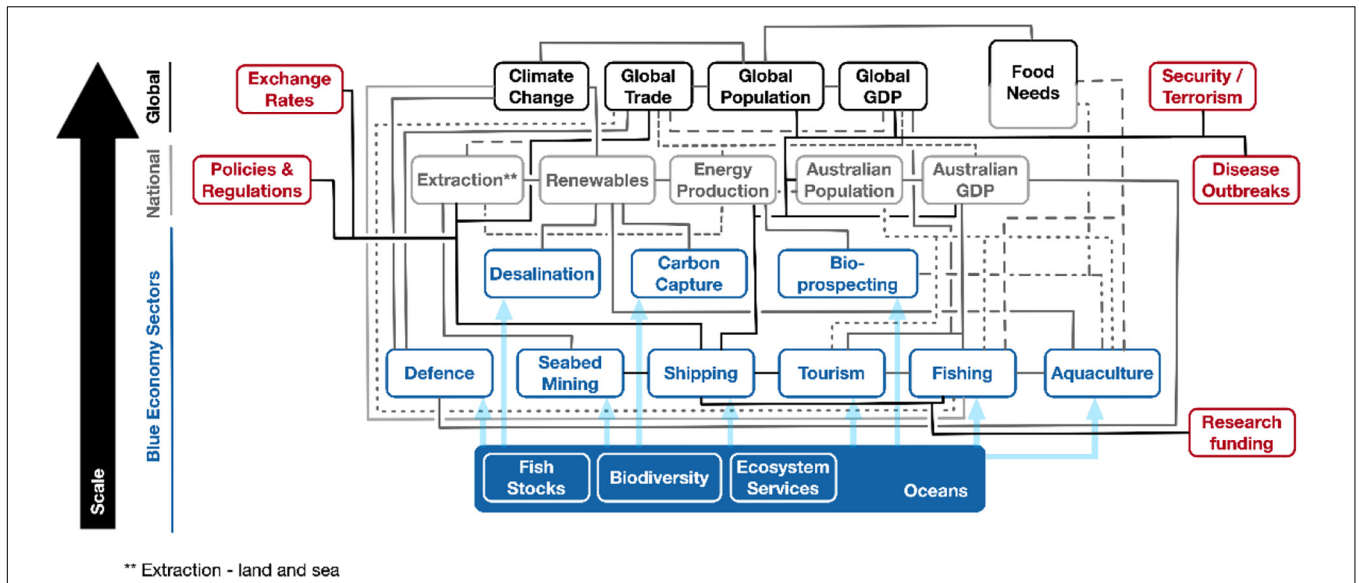 Scale
Global
National
Blue Economy Sectors
Exchange
Rates
Climate
Change
Global
Trade
Global
Population
Global
GDP
Food
Needs
Security /
Terrorism
Policies &
Regulations
Extraction**
Renewables
Energy
Production
Australian
Population
Australian
GDP
Disease
Outbreaks
Desalination
Carbon
Capture
Bio-
prospecting
Defence
Seabed
Mining
Shipping
Tourism
Fishing
Aquaculture
Research
funding
Fish
Stocks
Biodiversity
Ecosystem
Services
Oceans
** Extraction - land and sea